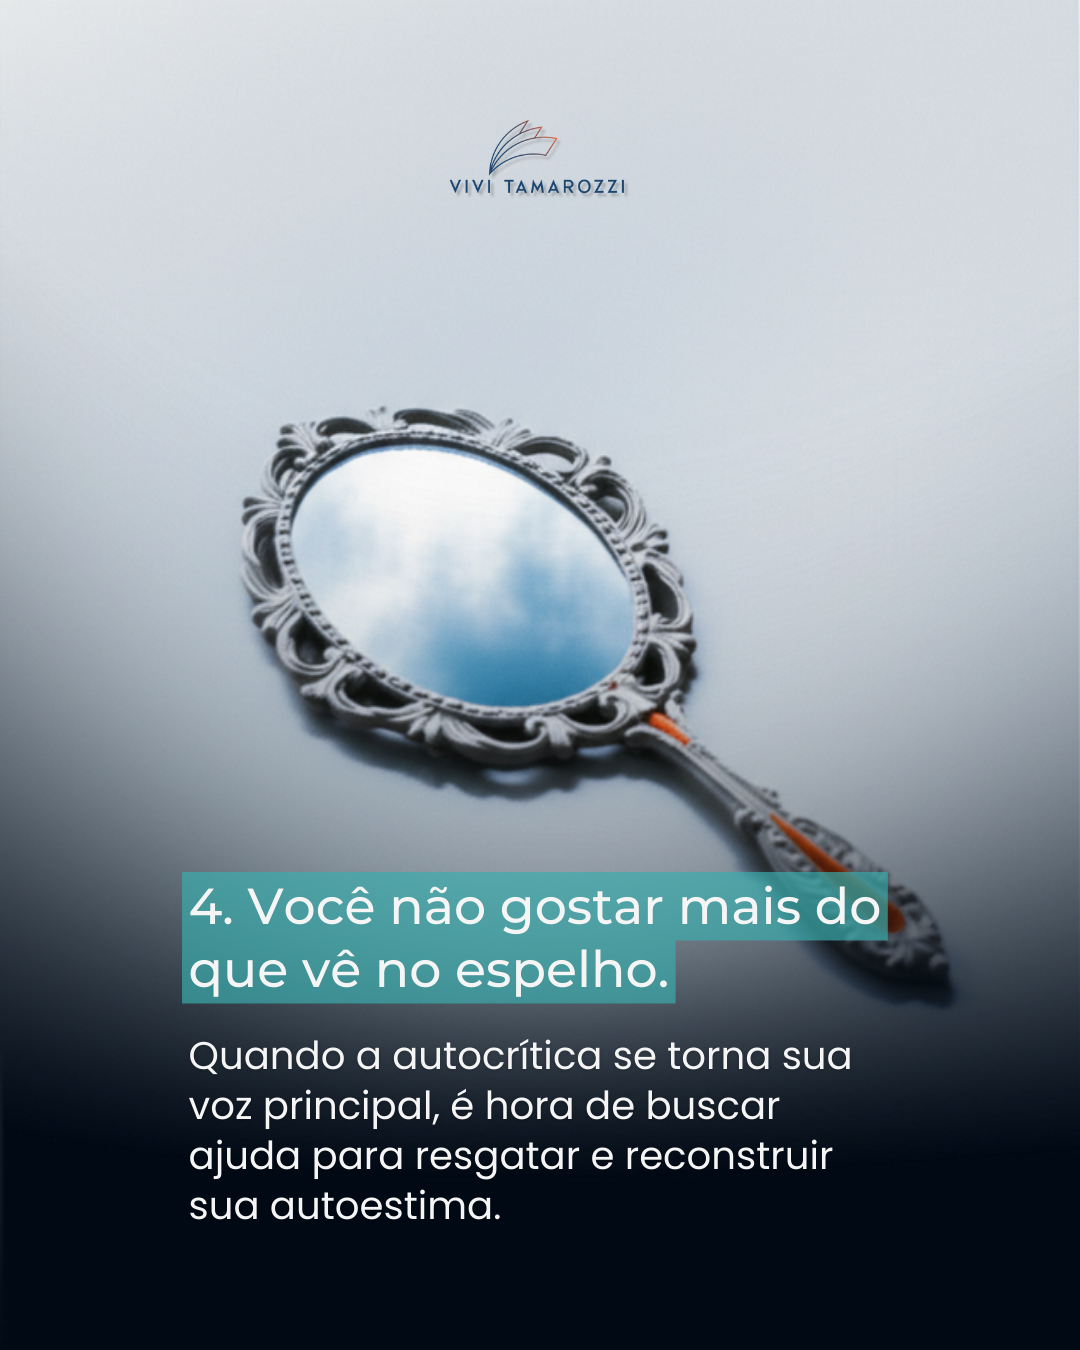 VIVI TAMAROZZI
4. Você não gostar mais do
que vê no espelho.
Quando a autocrítica se torna sua
voz principal, é hora de buscar
ajuda para resgatar e reconstruir
sua autoestima.